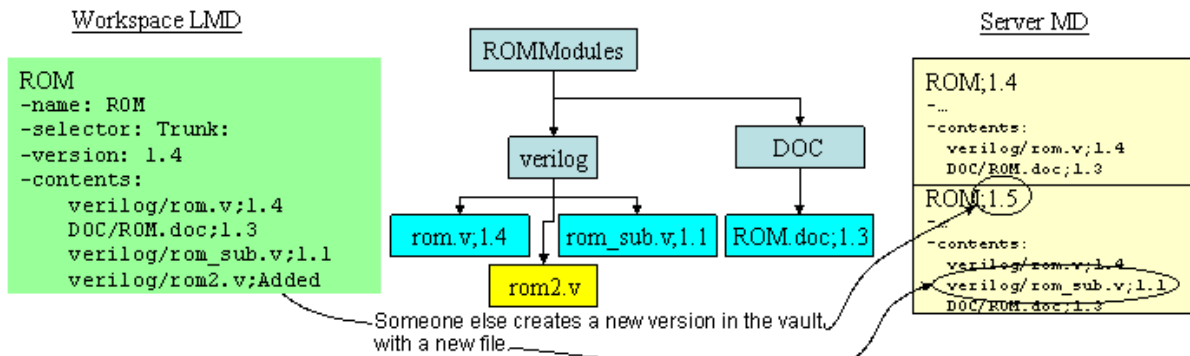 Workspace LMD
ROM
-name: ROM
-selector: Trunk:
-version: 1.4
-contents:
verilog/rom.v;1.4
DOC/ROM.doc;1.3
verilog/rom_sub.v;1.1
verilog/rom2.v;Added
ROMModules
verilog
DOC
rom.v;1.4
rom_sub.v;1.1
ROM.doc;1.3
rom2.v
Someone else creates a new version in the vault,
with a new file.
Server MD
ROM;1.4
-…
-contents:
verilog/rom.v;1.4
DOC/ROM.doc;1.3
ROM;1.5
-…
-contents:
verilog/rom.v;1.4
verilog/rom_sub.v;1.1
DOC/ROM.doc;1.3